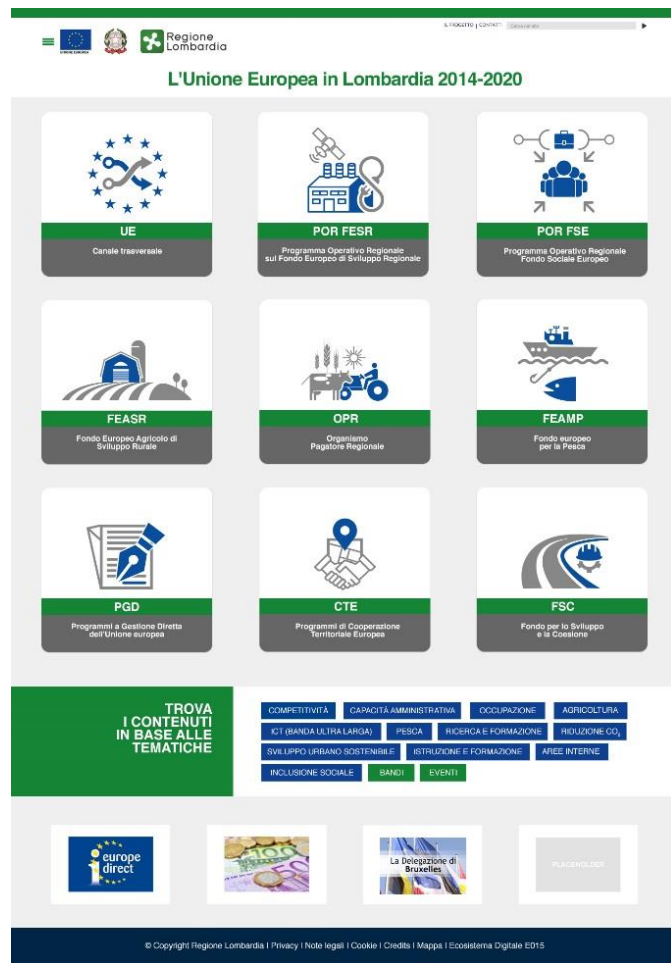 IL PROGETTO | CONTATTI
UNIONE EUROPEA
Regione
Lombardia
L'Unione Europea in Lombardia 2014-2020
UE
Canale trasversale
POR FESR
Programma Operativo Regionale
sul Fondo Europeo di Sviluppo Regionale
POR FSE
Programma Operativo Regionale
Fondo Sociale Europeo
FEASR
Fondo Europeo Agricolo di
Sviluppo Rurale
OPR
Organismo
Pagatore Regionale
FEAMP
Fondo europeo
per la Pesca
PGD
Programmi a Gestione Diretta
dell'Unione europea
CTE
Programmi di Cooperazione
Territoriale Europea
FSC
Fondo per lo Sviluppo
e la Coesione
TROVA
I CONTENUTI
IN BASE ALLE
TEMATICHE
COMPETITIVITÀ CAPACITÀ AMMINISTRATIVA OCCUPAZIONE AGRICOLTURA
ICT (BANDA ULTRA LARGA) PESCA RICERCA E FORMAZIONE RIDUZIONE CO₂
SVILUPPO URBANO SOSTENIBILE ISTRUZIONE E FORMAZIONE AREE INTERNE
INCLUSIONE SOCIALE BANDI EVENTI
europe
direct
La Delegazione di
Bruxelles
PLACEHOLDER
© Copyright Regione Lombardia | Privacy | Note legali | Cookie | Credits | Mappa | Ecosistema Digitale E015